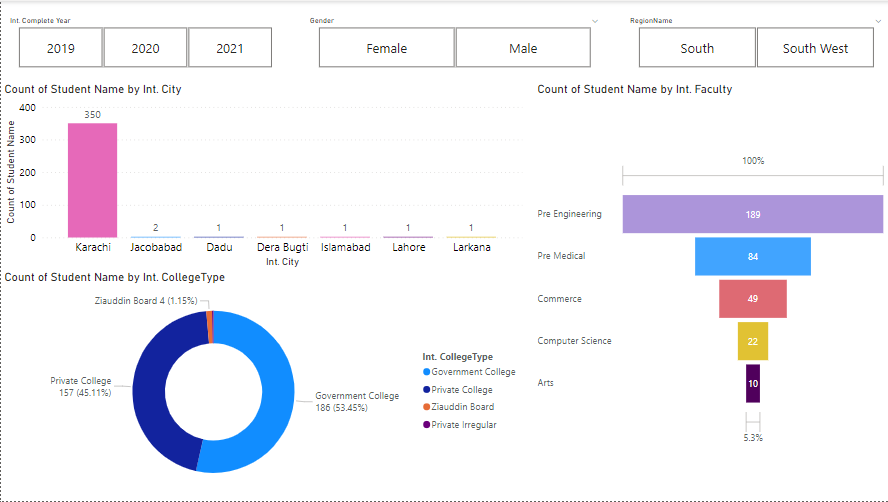 Int. Complete Year
2019
2020
2021
Gender
Female
Male
RegionName
South
South West
Count of Student Name by Int. City
Count of Student Name
400
300
200
100
0
350
2
1
1
1
1
1
Karachi
Jacobabad
Dadu
Dera Bugti
Islamabad
Lahore
Larkana
Int. City
Count of Student Name by Int. CollegeType
Ziauddin Board 4 (1.15%)
Private College
157 (45.11%)
Government College
186 (53.45%)
Int. CollegeType
Government College
Private College
Ziauddin Board
Private Irregular
Count of Student Name by Int. Faculty
100%
Pre Engineering
189
Pre Medical
84
Commerce
49
Computer Science
22
Arts
10
5.3%